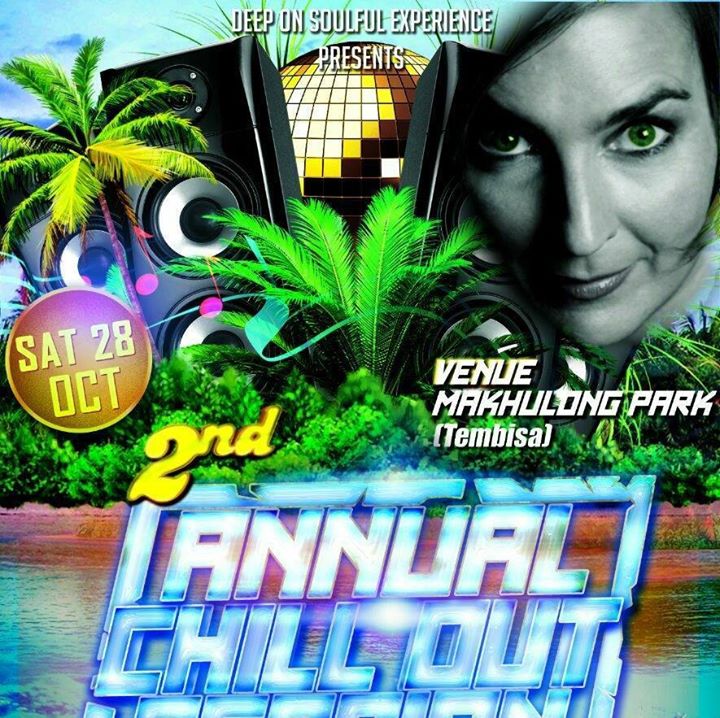 DEEP ON SOULFUL EXPERIENCE
PRESENTS
SAT 28
OCT
VENUE
MAKHULONG PARK
(Tembisa)
2nd
ANNUAL
CHILL OUT